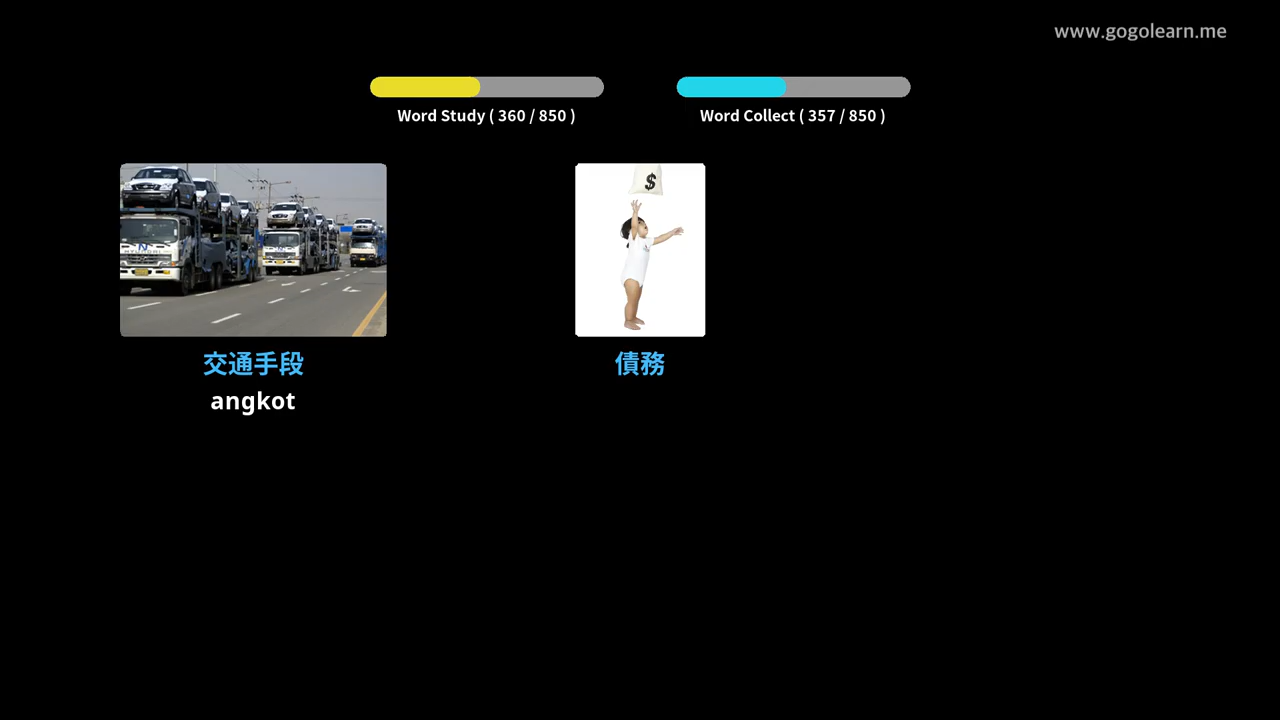 www.gogolearn.me
Word Study ( 360 / 850 )
Word Collect ( 357 / 850 )
$
交通手段
債務
angkot